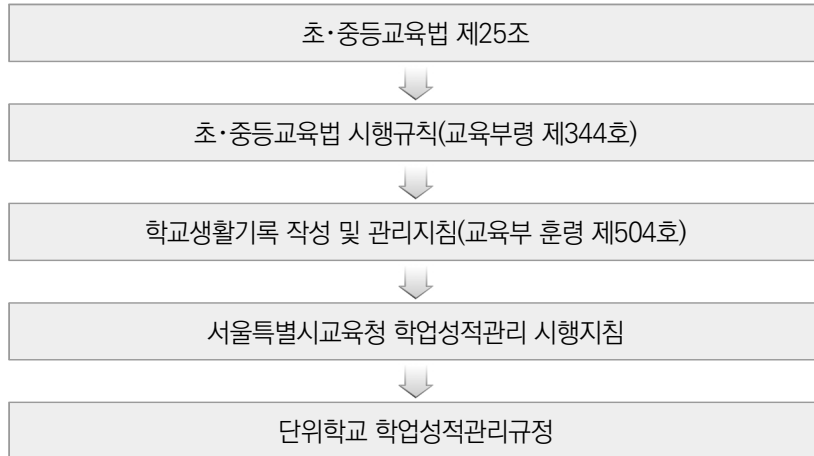 초·중등교육법 제25조
초·중등교육법 시행규칙(교육부령 제344호)
학교생활기록 작성 및 관리지침(교육부 훈령 제504호)
서울특별시교육청 학업성적관리 시행지침
단위학교 학업성적관리규정